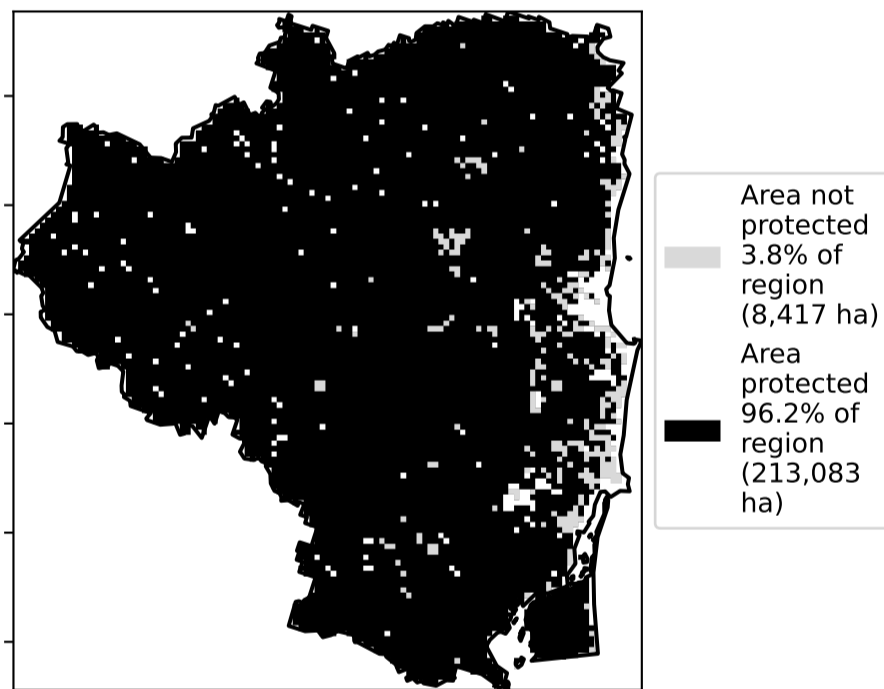 Area not
protected
3.8% of
region
(8,417 ha)
Area
protected
96.2% of
region
(213,083
ha)